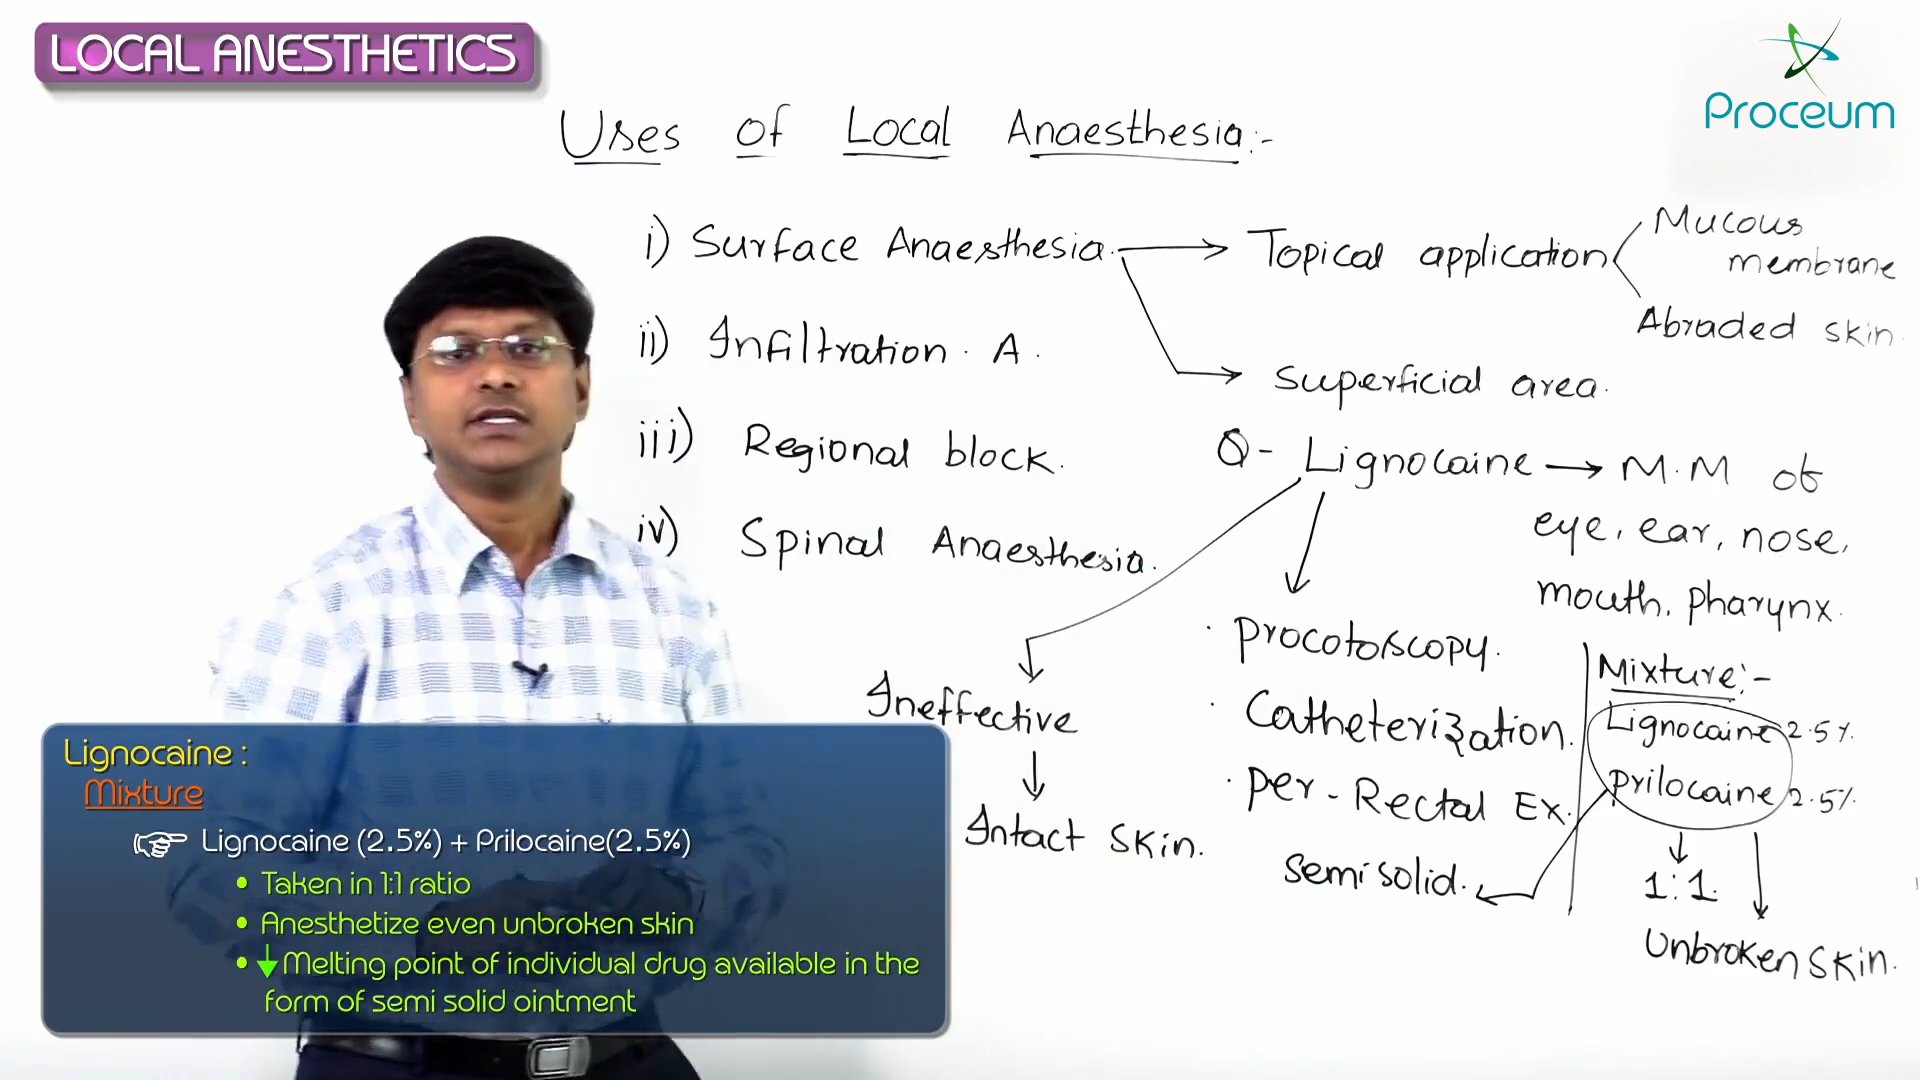 LOCAL ANESTHETICS
Proceum
Uses of Local Anaesthesia:-
i) Surface Anaesthesia.
Topical application
Mucous
membrane
Abraded skin.
superficial area.
ii) Infiltration. A.
iii) Regional block.
iv) Spinal Anaesthesia.
Q- Lignocaine → M.M of
eye, ear, nose,
mouth, pharynx.
Ineffective
↓
Intact skin.
. Procotoscopy.
. Catheterization.
. Per-Rectal Ex.
semisolid.
Mixture:-
Lignocaine 2.5%.
Prilocaine 2.5%.
1:1.
Unbroken skin.
Lignocaine :
Mixture
Lignocaine (2.5%) + Prilocaine(2.5%)
• Taken in 1:1 ratio
• Anesthetize even unbroken skin
• ↓ Melting point of individual drug available in the
form of semi solid ointment